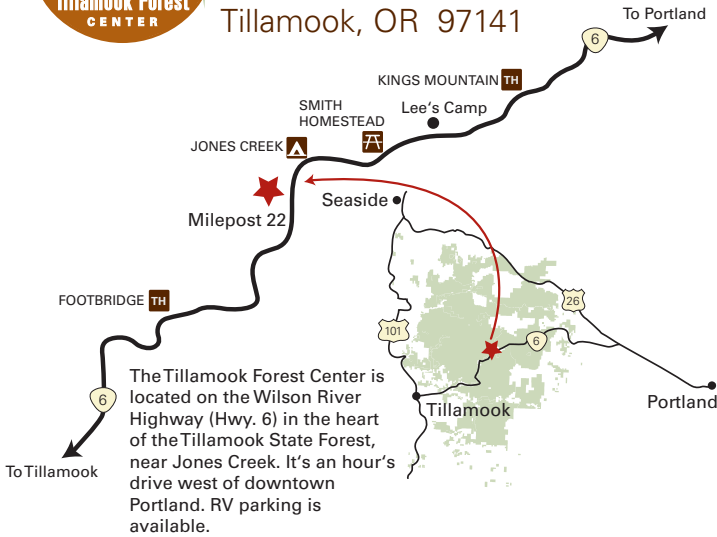 Tillamook Forest
CENTER
Tillamook, OR 97141
To Portland
6
KINGS MOUNTAIN TH
Lee's Camp
SMITH
HOMESTEAD
JONES CREEK
Seaside
Milepost 22
FOOTBRIDGE TH
26
101
6
6
Portland
Tillamook
To Tillamook
The Tillamook Forest Center is
located on the Wilson River
Highway (Hwy. 6) in the heart
of the Tillamook State Forest,
near Jones Creek. It's an hour's
drive west of downtown
Portland. RV parking is
available.